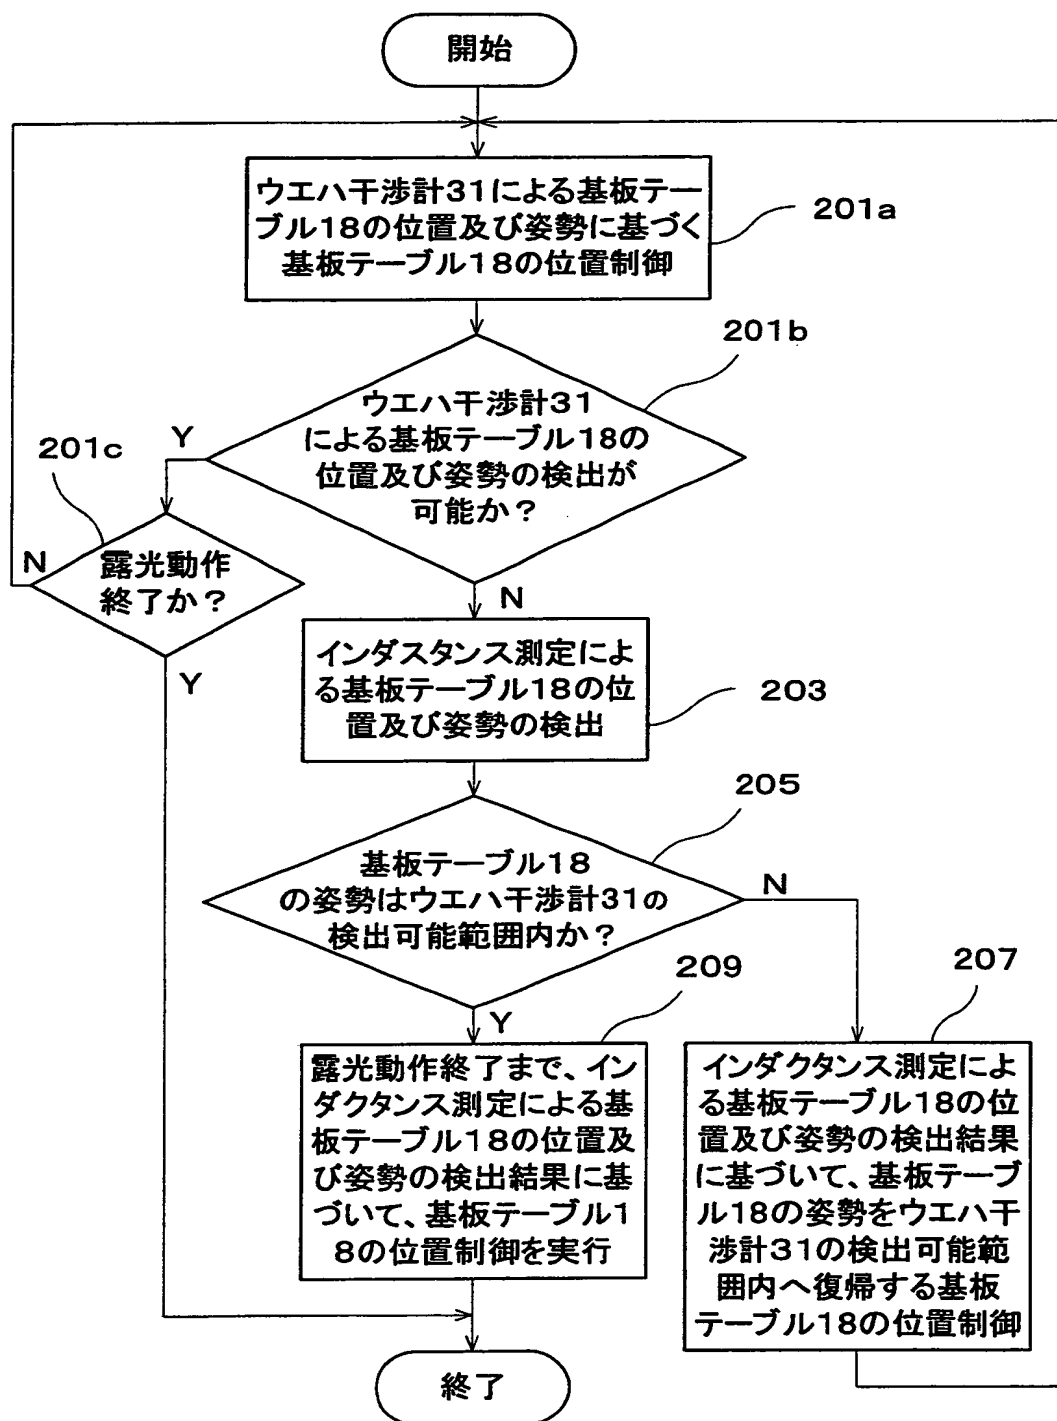 開始
ウエハ干渉計31による基板テー
ブル18の位置及び姿勢に基づく
基板テーブル18の位置制御
201a
201b
ウエハ干渉計31
による基板テーブル18の
位置及び姿勢の検出が
可能か？
Y
201c
N
露光動作
終了か？
Y
N
インダスタンス測定によ
る基板テーブル18の位
置及び姿勢の検出
203
205
基板テーブル18
の姿勢はウエハ干渉計31の
検出可能範囲内か？
N
Y
209
207
露光動作終了まで、イン
ダクタンス測定による基
板テーブル18の位置及
び姿勢の検出結果に基
づいて、基板テーブル1
8の位置制御を実行
インダクタンス測定によ
る基板テーブル18の位
置及び姿勢の検出結果
に基づいて、基板テーブ
ル18の姿勢をウエハ干
渉計31の検出可能範
囲内へ復帰する基板
テーブル18の位置制御
終了